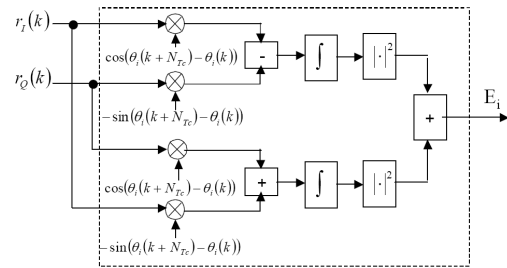 r_I(k)
cos(θ_i(k+N_Tc)−θ_i(k))
-
∫
|·|²
r_Q(k)
−sin(θ_i(k+N_Tc)−θ_i(k))
+
E_i
cos(θ_i(k+N_Tc)−θ_i(k))
+
∫
|·|²
−sin(θ_i(k+N_Tc)−θ_i(k))